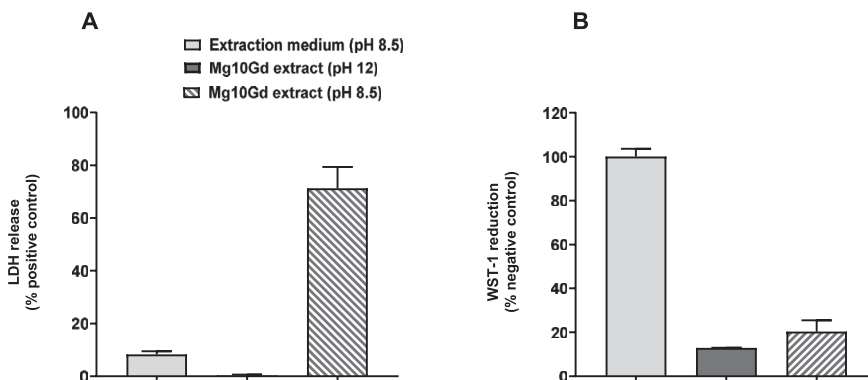 A
B
Extraction medium (pH 8.5)
Mg10Gd extract (pH 12)
Mg10Gd extract (pH 8.5)
LDH release
(% positive control)
100
80
60
40
20
0
WST-1 reduction
(% negative control)
120
100
80
60
40
20
0